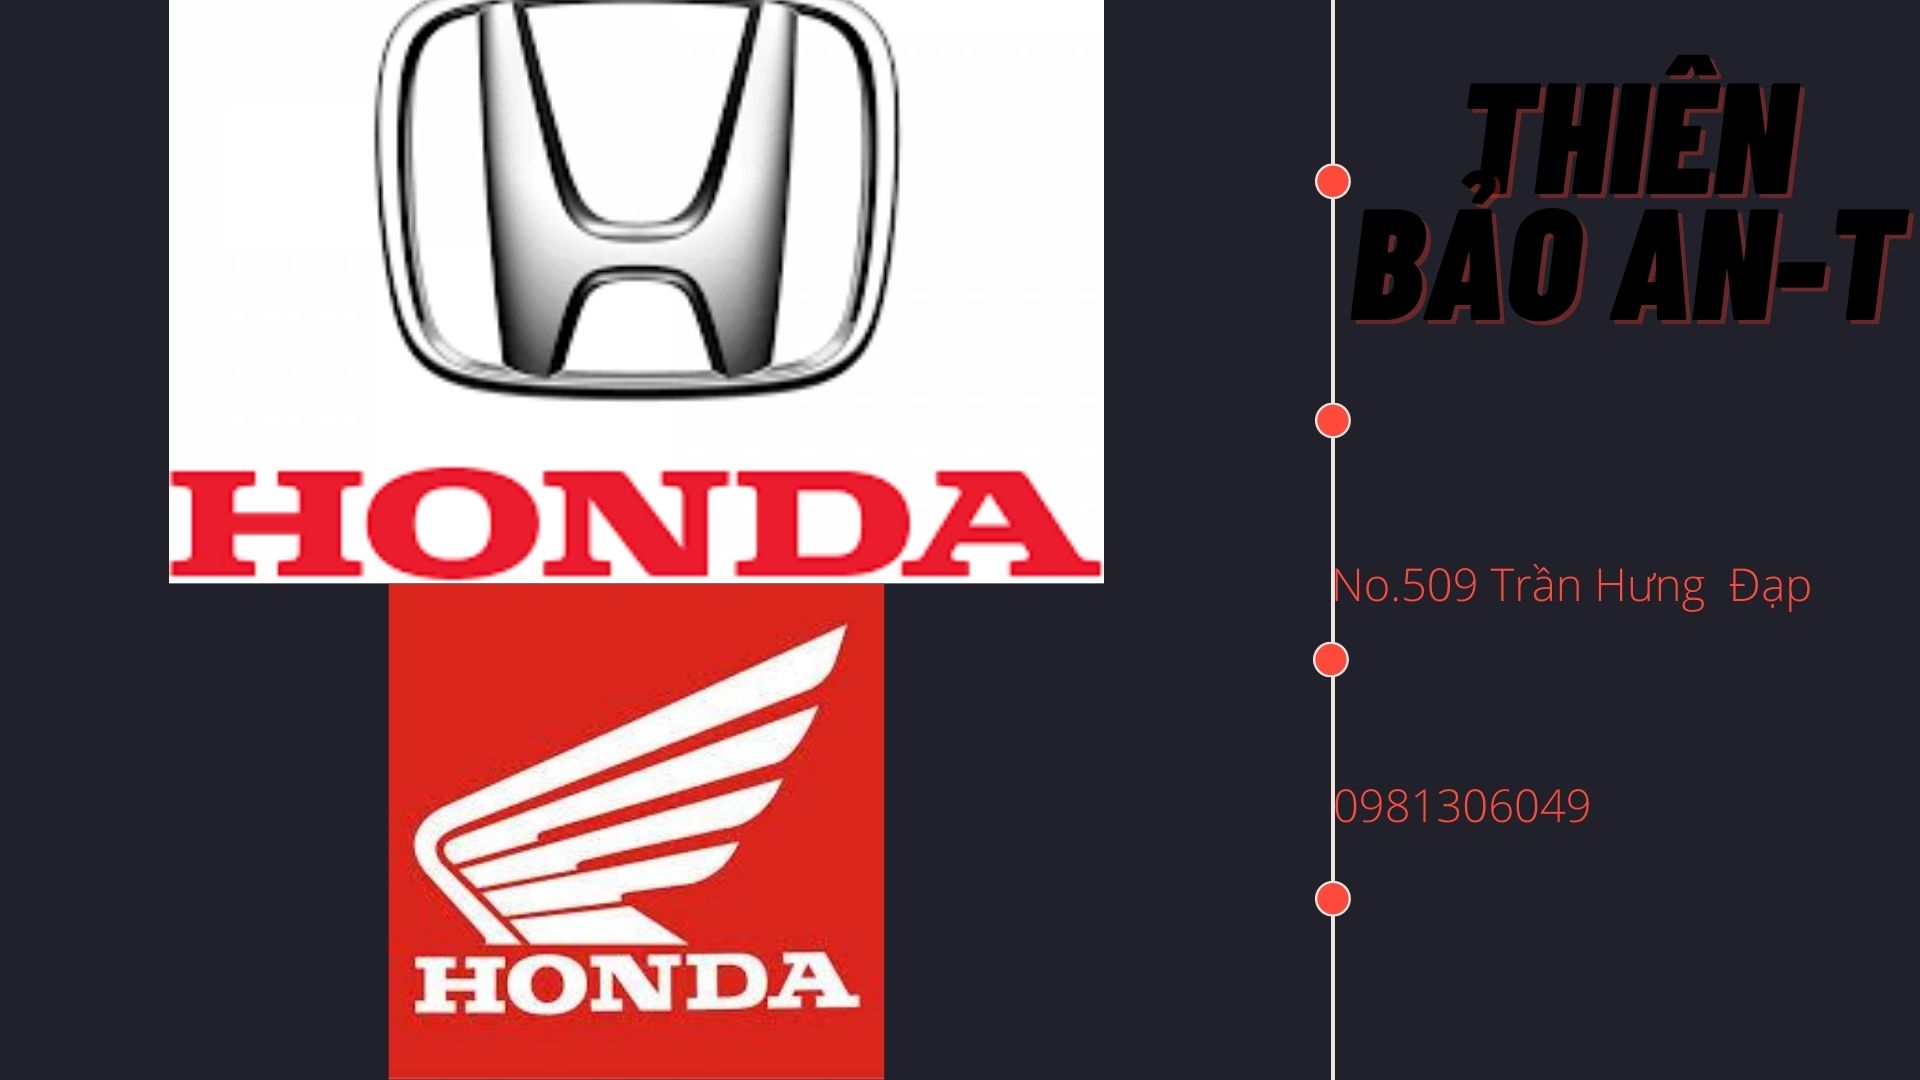 HONDA
HONDA
THIÊN
BẢO AN-T
No.509 Trần Hưng Đạp
0981306049